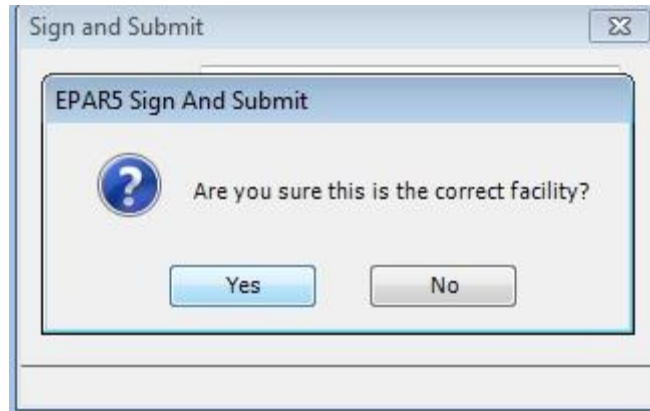 Sign and Submit
EPAR5 Sign And Submit
Are you sure this is the correct facility?
Yes No